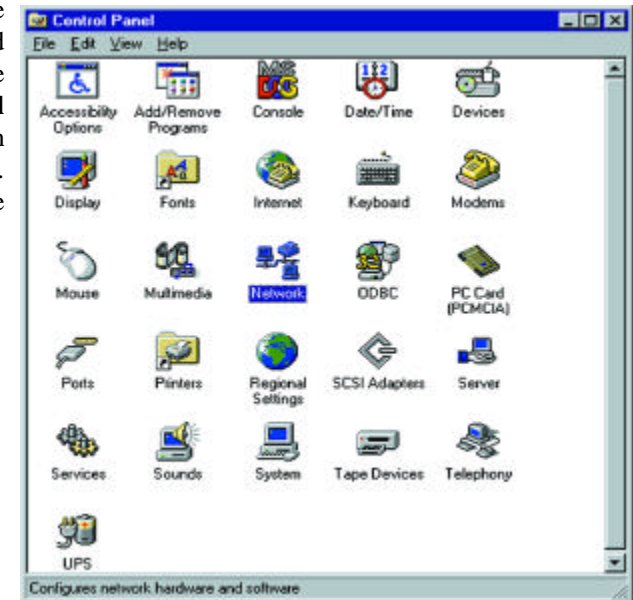 e
d
e
d
n
.
e
Control Panel
File Edit View Help
Accessibility Options
Add/Remove Programs
Console
Date/Time
Devices
Display
Fonts
Internet
Keyboard
Modems
Mouse
Multimedia
Network
ODBC
PC Card (PCMCIA)
Ports
Printers
Regional Settings
SCSI Adapters
Server
Services
Sounds
System
Tape Devices
Telephony
UPS
Configures network hardware and software